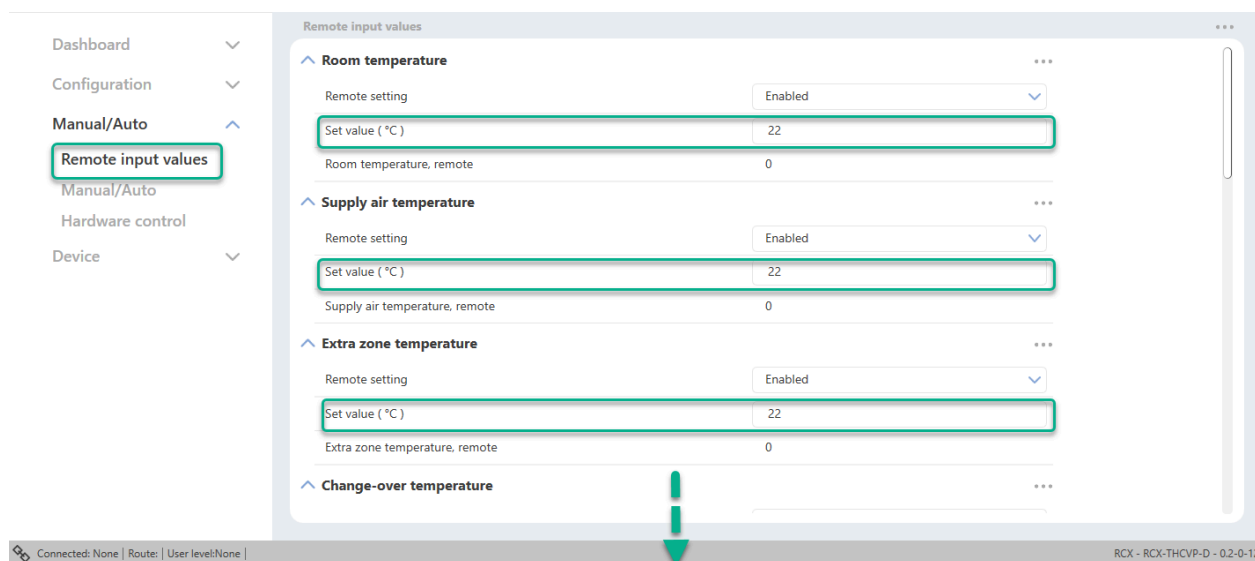 Remote input values
Dashboard
Configuration
Manual/Auto
Remote input values
Manual/Auto
Hardware control
Device
Room temperature
Remote setting Enabled
Set value ( °C ) 22
Room temperature, remote 0
Supply air temperature
Remote setting Enabled
Set value ( °C ) 22
Supply air temperature, remote 0
Extra zone temperature
Remote setting Enabled
Set value ( °C ) 22
Extra zone temperature, remote 0
Change-over temperature
Connected: None | Route: | User level:None |
RCX - RCX-THCVP-D - 0.2-0-12